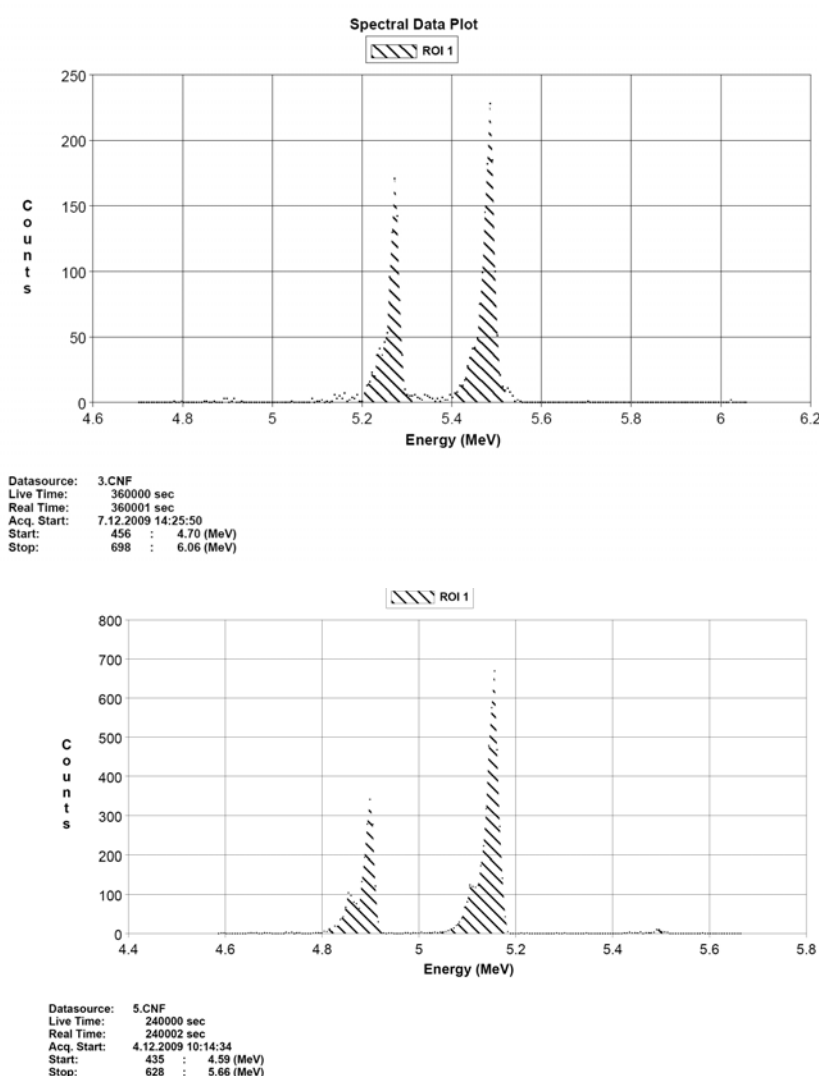 Spectral Data Plot
ROI 1
250
200
150
100
50
0
Counts
4.6 4.8 5 5.2 5.4 5.6 5.8 6 6.2
Energy (MeV)
Datasource: 3.CNF
Live Time: 360000 sec
Real Time: 360001 sec
Acq. Start: 7.12.2009 14:25:50
Start: 456 : 4.70 (MeV)
Stop: 698 : 6.06 (MeV)
ROI 1
800
700
600
500
400
300
200
100
0
Counts
4.4 4.6 4.8 5 5.2 5.4 5.6 5.8
Energy (MeV)
Datasource: 5.CNF
Live Time: 240000 sec
Real Time: 240002 sec
Acq. Start: 4.12.2009 10:14:34
Start: 435 : 4.59 (MeV)
Stop: 628 : 5.66 (MeV)